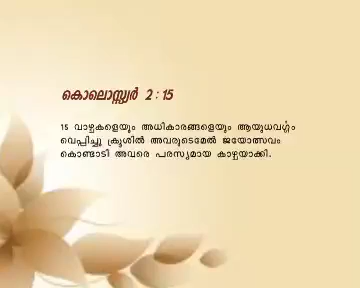 കൊലൊസ്സ്യർ 2 : 15
15 വാഴ്ചകളെയും അധികാരങ്ങളെയും ആയുധവർഗ്ഗം
വെപ്പിച്ചു ക്രൂശിൽ അവരുടെമേൽ ജയോത്സവം
കൊണ്ടാടി അവരെ പരസ്യമായ കാഴ്ചയാക്കി.